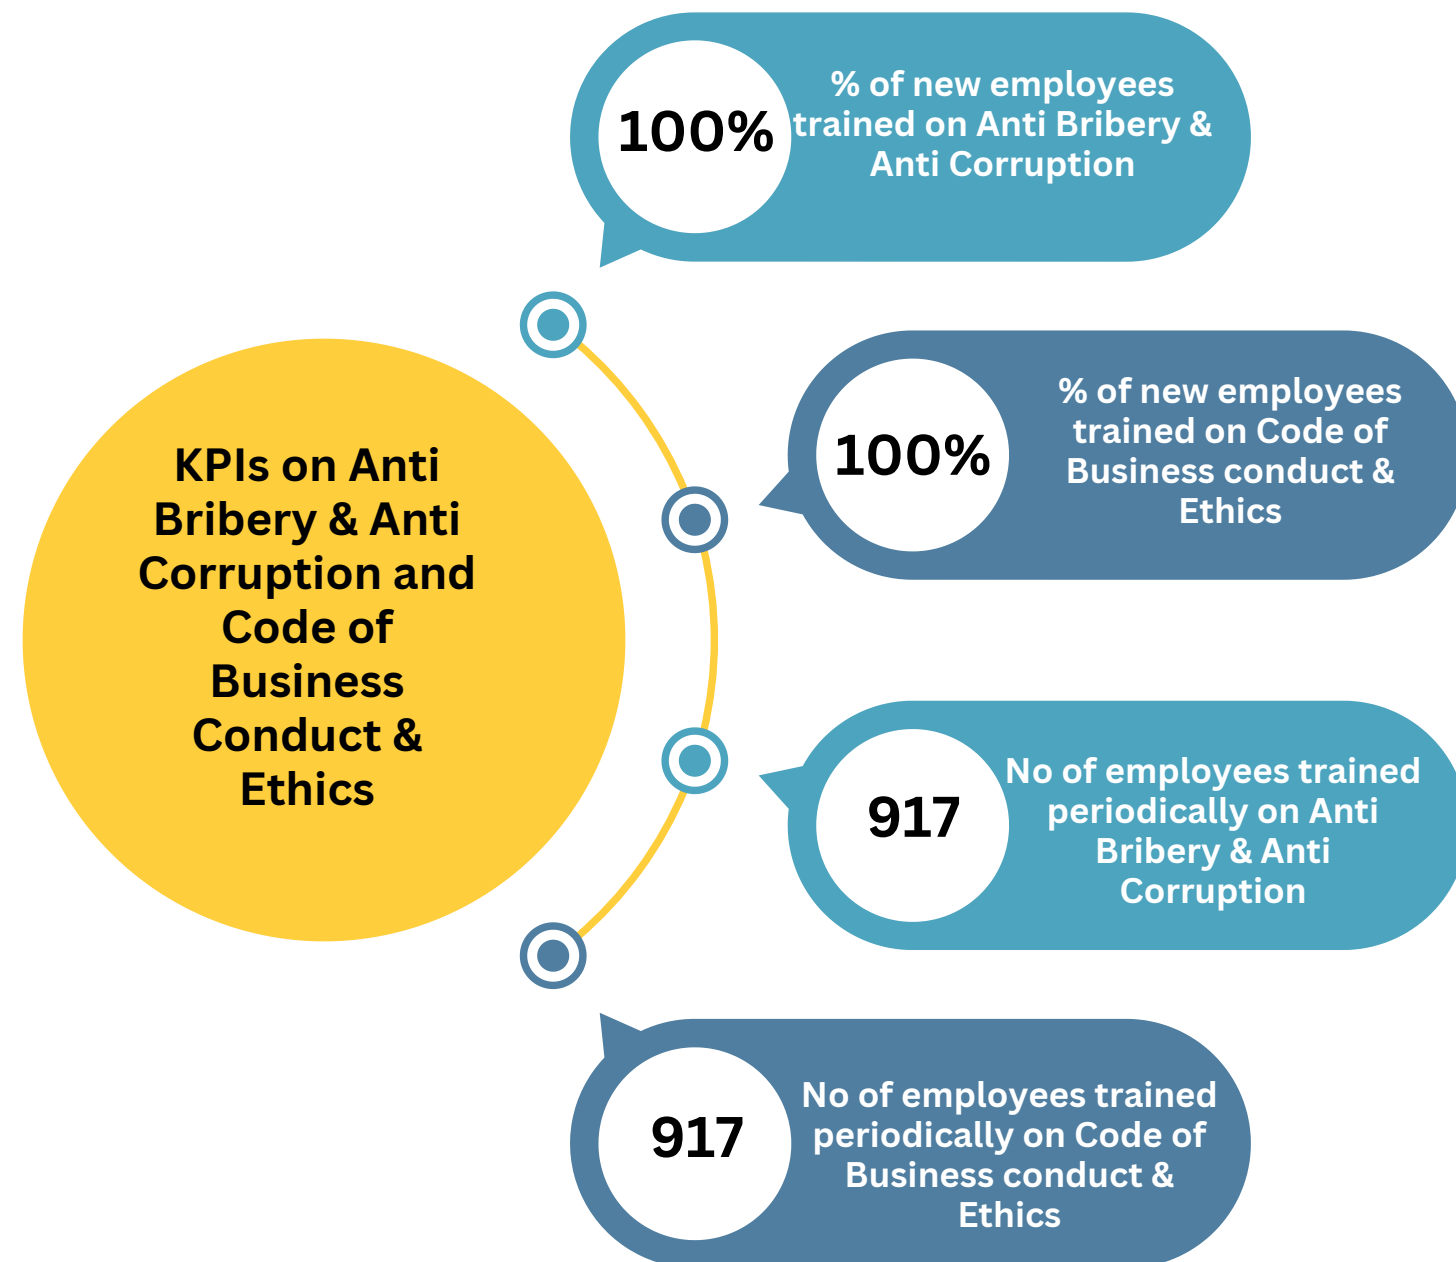 100%
% of new employees
trained on Anti Bribery &
Anti Corruption
100%
% of new employees
trained on Code of
Business conduct &
Ethics
KPIs on Anti
Bribery & Anti
Corruption and
Code of
Business
Conduct &
Ethics
917
No of employees trained
periodically on Anti
Bribery & Anti
Corruption
917
No of employees trained
periodically on Code of
Business conduct &
Ethics